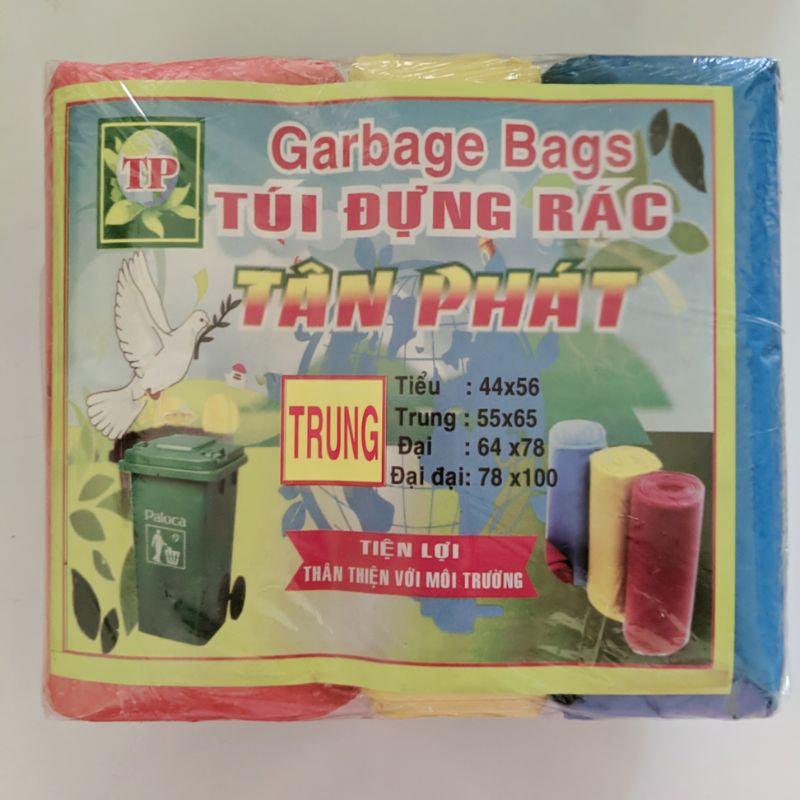 TP
Garbage Bags
TÚI ĐỰNG RÁC
TÂN PHÁT
TRUNG
Tiểu : 44x56
Trung : 55x65
Đại : 64 x78
Đại đại: 78 x100
Paloca
TIỆN LỢI
THÂN THIỆN VỚI MÔI TRƯỜNG